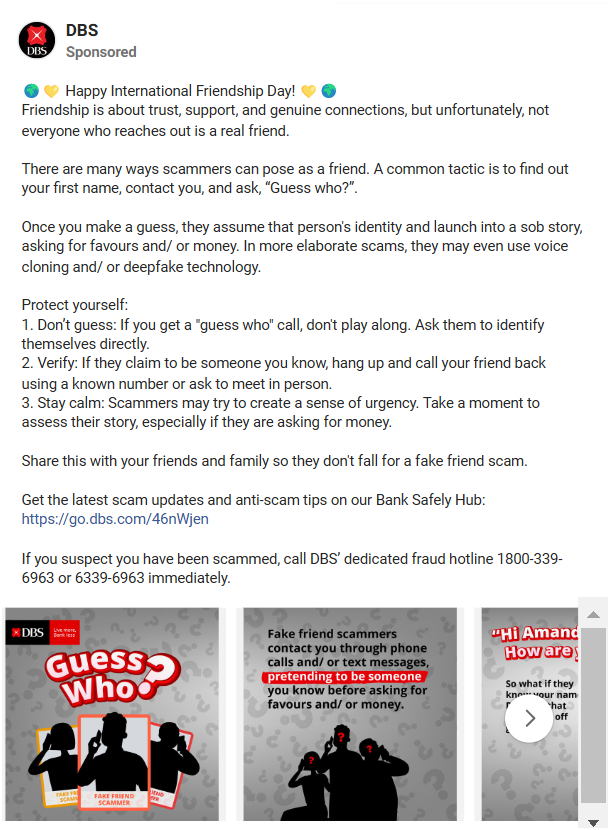 DBS
Sponsored
🌍💛 Happy International Friendship Day! 💛🌍
Friendship is about trust, support, and genuine connections, but unfortunately, not
everyone who reaches out is a real friend.
There are many ways scammers can pose as a friend. A common tactic is to find out
your first name, contact you, and ask, “Guess who?”.
Once you make a guess, they assume that person's identity and launch into a sob story,
asking for favours and/ or money. In more elaborate scams, they may even use voice
cloning and/ or deepfake technology.
Protect yourself:
1. Don’t guess: If you get a "guess who" call, don't play along. Ask them to identify
themselves directly.
2. Verify: If they claim to be someone you know, hang up and call your friend back
using a known number or ask to meet in person.
3. Stay calm: Scammers may try to create a sense of urgency. Take a moment to
assess their story, especially if they are asking for money.
Share this with your friends and family so they don't fall for a fake friend scam.
Get the latest scam updates and anti-scam tips on our Bank Safely Hub:
https://go.dbs.com/46nWjen
If you suspect you have been scammed, call DBS’ dedicated fraud hotline 1800-339-
6963 or 6339-6963 immediately.
DBS
Live more,
Bank less
Guess
Who?
FAKE FRIEND
SCAMMER
Fake friend scammers
contact you through phone
calls and/ or text messages,
pretending to be someone
you know before asking for
favours and/ or money.
“Hi Amand
How are
So what if they
your nam
hat
off